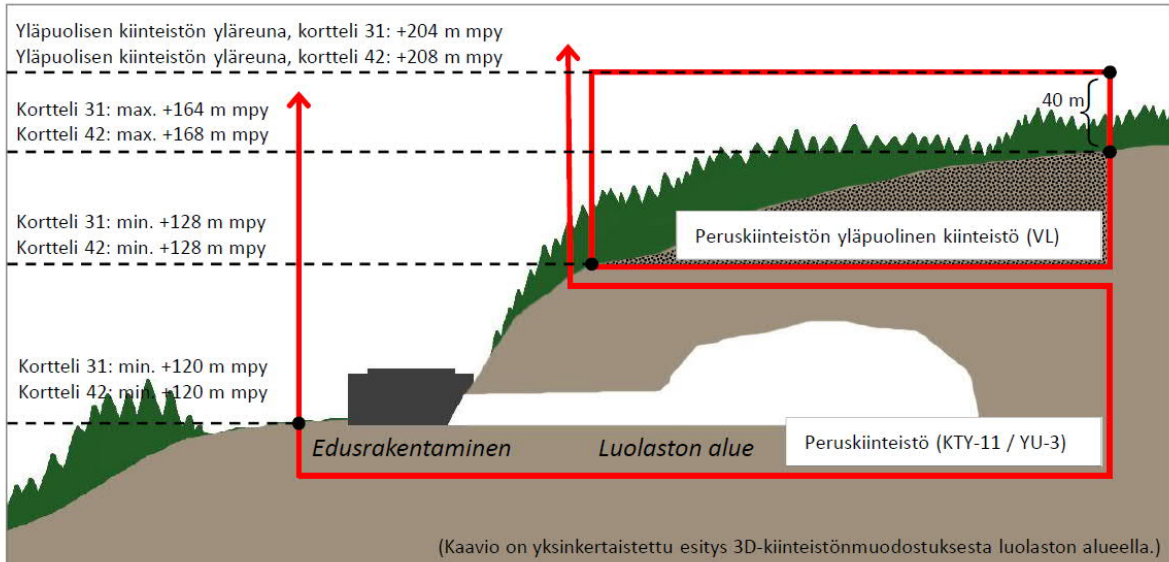 Yläpuolisen kiinteistön yläreuna, kortteli 31: +204 m mpy
Yläpuolisen kiinteistön yläreuna, kortteli 42: +208 m mpy
40 m
Kortteli 31: max. +164 m mpy
Kortteli 42: max. +168 m mpy
Kortteli 31: min. +128 m mpy
Kortteli 42: min. +128 m mpy
Peruskiinteistön yläpuolinen kiinteistö (VL)
Kortteli 31: min. +120 m mpy
Kortteli 42: min. +120 m mpy
Edusrakentaminen
Luolaston alue
Peruskiinteistö (KTY-11 / YU-3)
(Kaavio on yksinkertaistettu esitys 3D-kiinteistönmuodostuksesta luolaston alueella.)